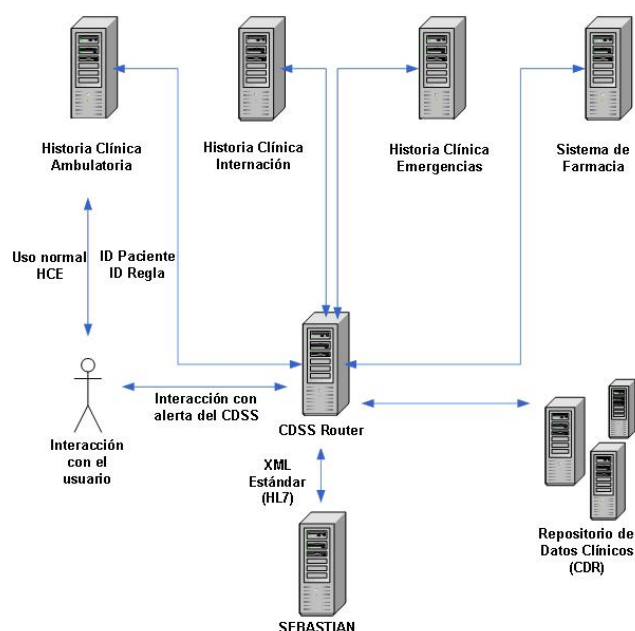 Historia Clínica
Ambulatoria
Historia Clínica
Internación
Historia Clínica
Emergencias
Sistema de
Farmacia
Uso normal
HCE
ID Paciente
ID Regla
Interacción con
alerta del CDSS
CDSS Router
Interacción
con el
usuario
XML
Estándar
(HL7)
Repositorio de
Datos Clínicos
(CDR)
SEBASTIAN